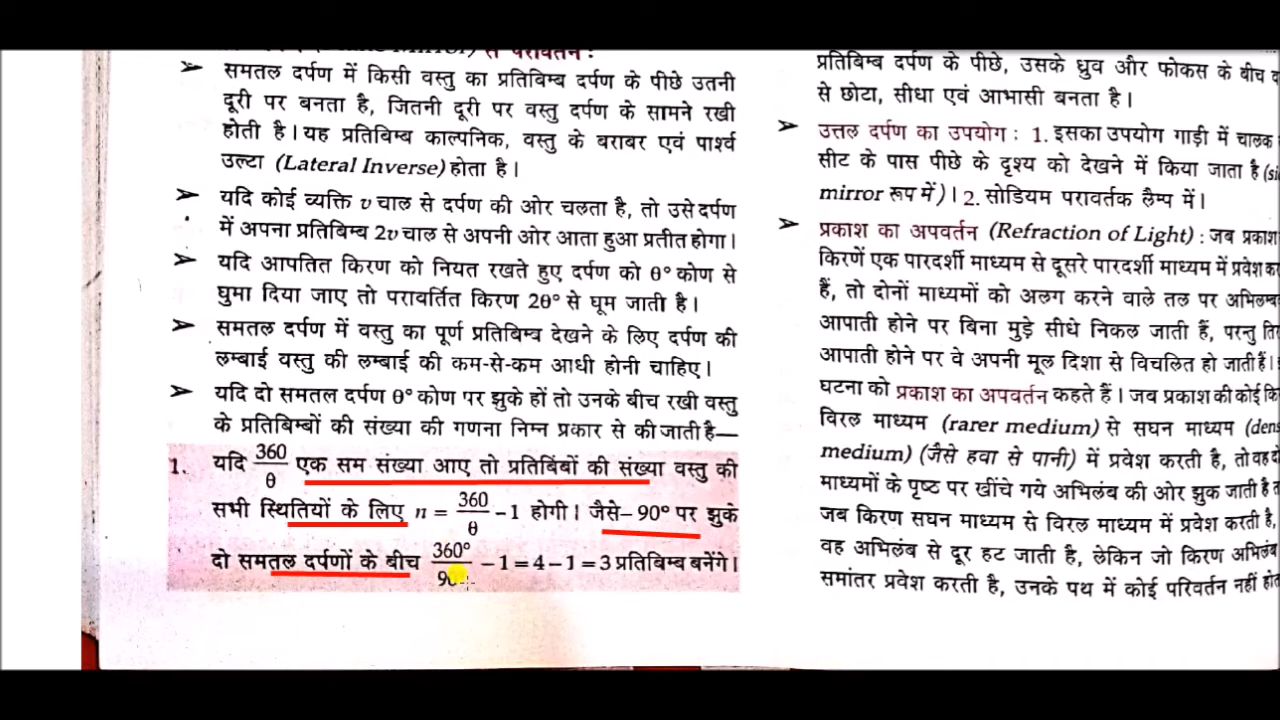 से परावर्तन :
समतल दर्पण में किसी वस्तु का प्रतिबिम्ब दर्पण के पीछे उतनी
दूरी पर बनता है, जितनी दूरी पर वस्तु दर्पण के सामने रखी
होती है। यह प्रतिबिम्ब काल्पनिक, वस्तु के बराबर एवं पार्श्व
उल्टा (Lateral Inverse) होता है।
यदि कोई व्यक्ति v चाल से दर्पण की ओर चलता है, तो उसे दर्पण
में अपना प्रतिबिम्ब 2v चाल से अपनी ओर आता हुआ प्रतीत होगा।
यदि आपतित किरण को नियत रखते हुए दर्पण को θ° कोण से
घुमा दिया जाए तो परावर्तित किरण 2θ° से घूम जाती है।
समतल दर्पण में वस्तु का पूर्ण प्रतिबिम्ब देखने के लिए दर्पण की
लम्बाई वस्तु की लम्बाई की कम-से-कम आधी होनी चाहिए।
यदि दो समतल दर्पण θ° कोण पर झुके हों तो उनके बीच रखी वस्तु
के प्रतिबिम्बों की संख्या की गणना निम्न प्रकार से की जाती है—
1. यदि 360/θ एक सम संख्या आए तो प्रतिबिंबों की संख्या वस्तु की
सभी स्थितियों के लिए n = 360/θ – 1 होगी। जैसे– 90° पर झुके
दो समतल दर्पणों के बीच 360°/90° – 1 = 4 – 1 = 3 प्रतिबिम्ब बनेंगे।
प्रतिबिम्ब दर्पण के पीछे, उसके ध्रुव और फोकस के बीच
से छोटा, सीधा एवं आभासी बनता है।
उत्तल दर्पण का उपयोग : 1. इसका उपयोग गाड़ी में चालक
सीट के पास पीछे के दृश्य को देखने में किया जाता है
mirror रूप में)। 2. सोडियम परावर्तक लैम्प में।
प्रकाश का अपवर्तन (Refraction of Light) : जब प्रकाश
किरणें एक पारदर्शी माध्यम से दूसरे पारदर्शी माध्यम में प्रवेश
हैं, तो दोनों माध्यमों को अलग करने वाले तल पर
आपाती होने पर बिना मुड़े सीधे निकल जाती हैं, परन्तु
आपाती होने पर वे अपनी मूल दिशा से विचलित हो जाती हैं।
घटना को प्रकाश का अपवर्तन कहते हैं। जब प्रकाश की कोई
विरल माध्यम (rarer medium) से सघन माध्यम
medium) (जैसे हवा से पानी) में प्रवेश करती है, तो वह
माध्यमों के पृष्ठ पर खींचे गये अभिलंब की ओर झुक जाती है
जब किरण सघन माध्यम से विरल माध्यम में प्रवेश करती है,
वह अभिलंब से दूर हट जाती है, लेकिन जो किरण अभिलंब
समांतर प्रवेश करती है, उनके पथ में कोई परिवर्तन नहीं